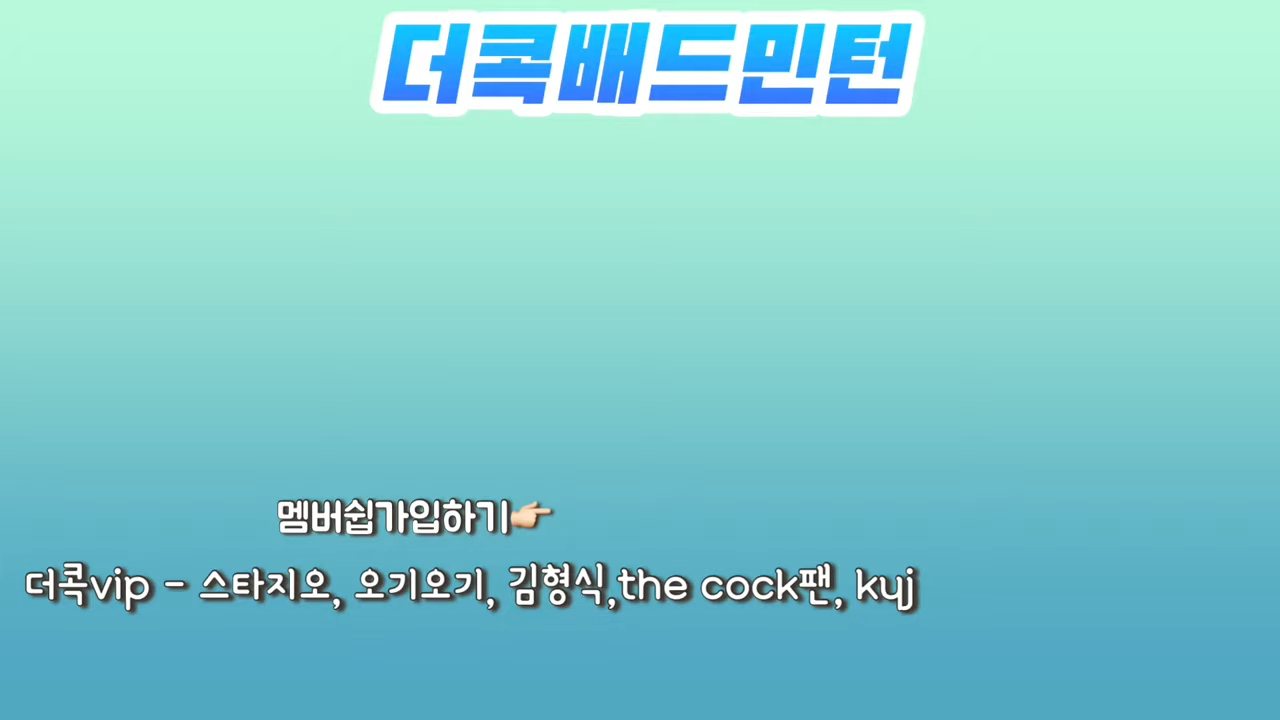 더콕배드민턴
멤버쉽가입하기👉🏻
더콕vip - 스타지오, 오기오기, 김형식,the cock팬, kuj